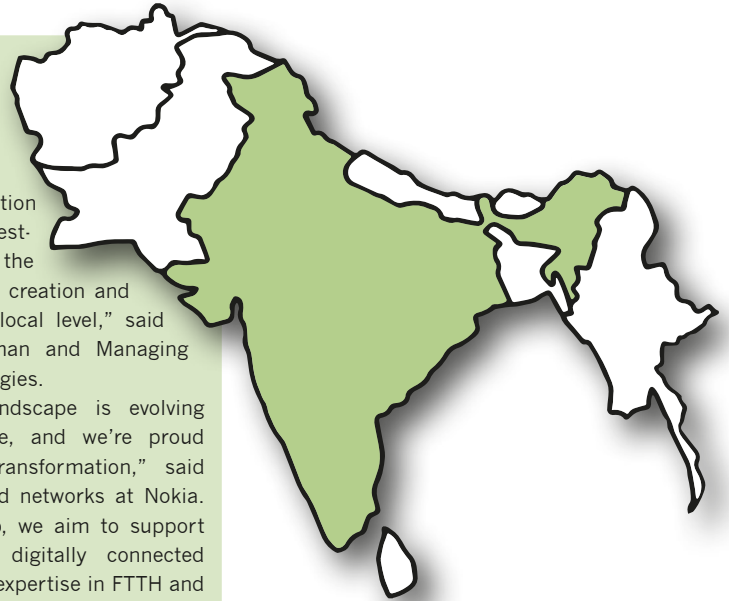 tion
est-
the
creation and
local level,” said
man and Managing
gies.
ndscape is evolving
e, and we’re proud
ransformation,” said
d networks at Nokia.
o, we aim to support
digitally connected
expertise in FTTH and